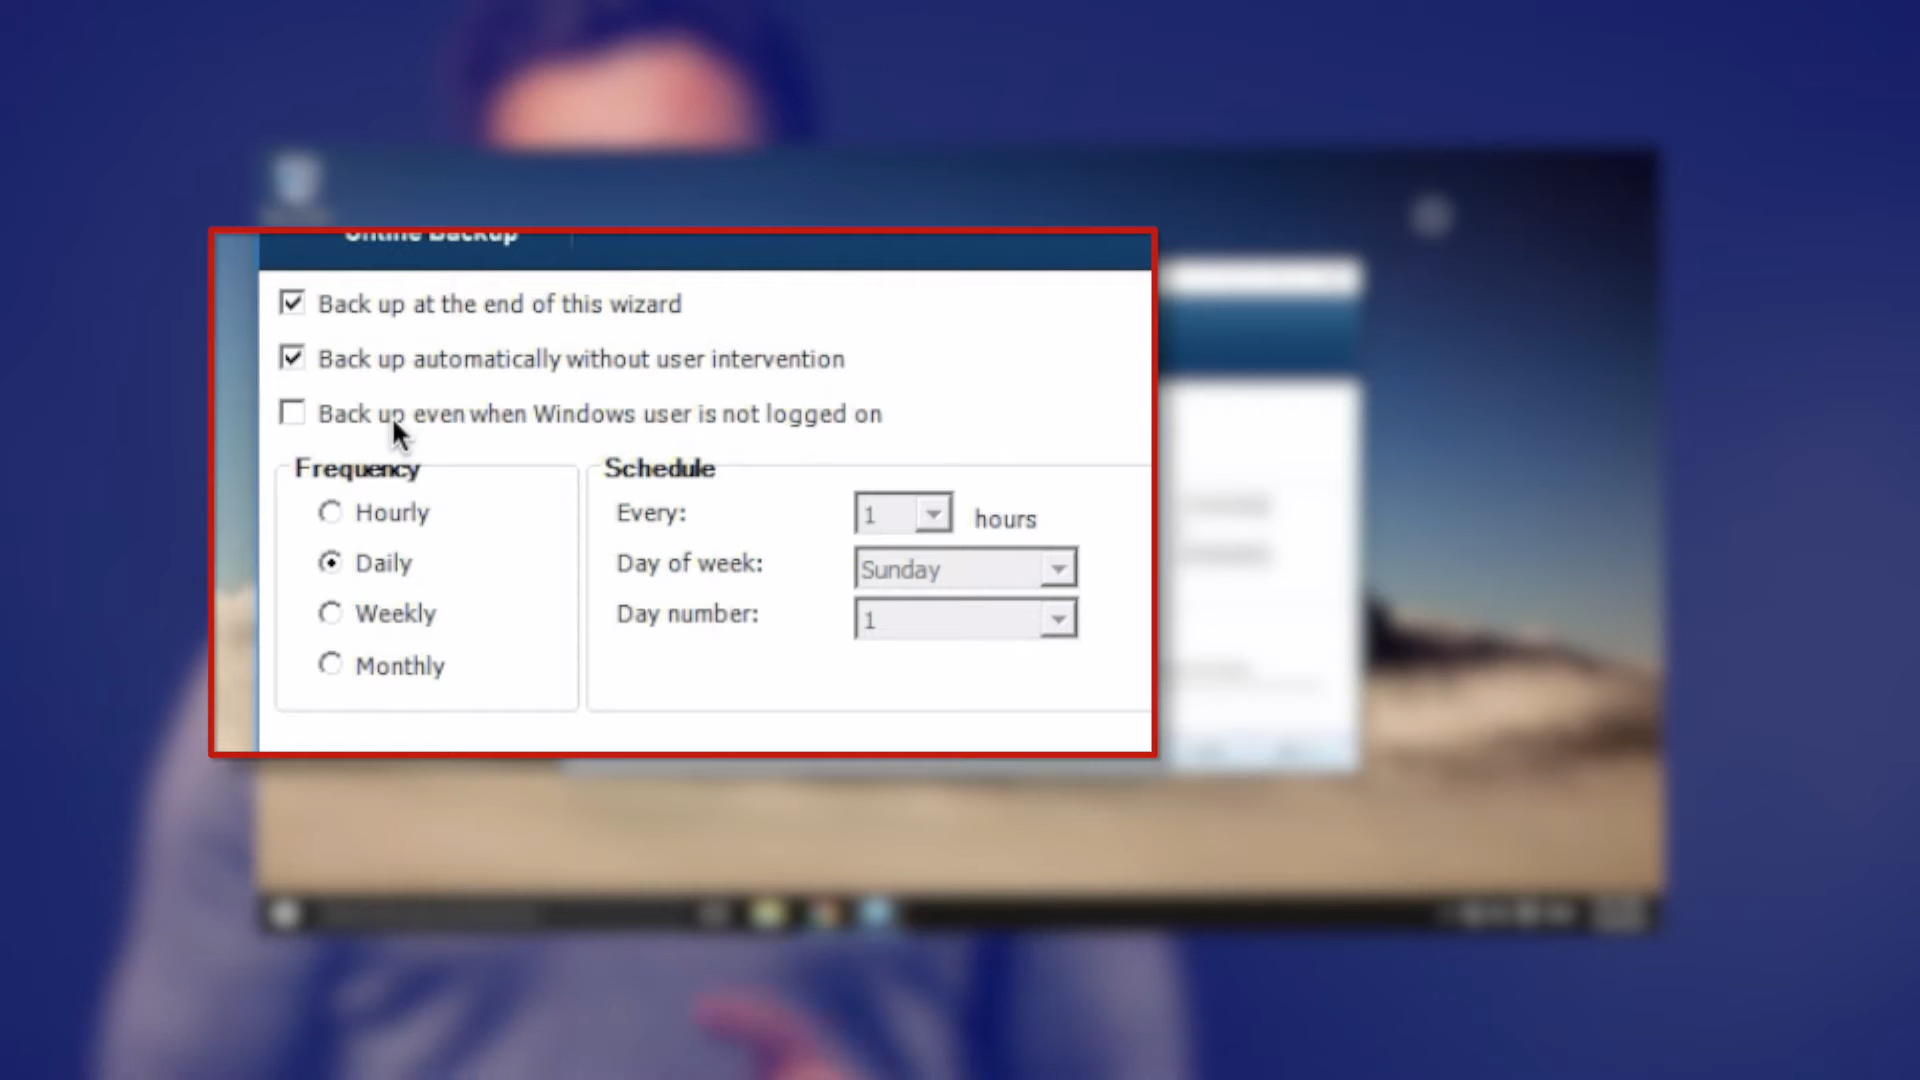 Online Backup
Back up at the end of this wizard
Back up automatically without user intervention
Back up even when Windows user is not logged on
Frequency
Hourly
Daily
Weekly
Monthly
Schedule
Every: 1 hours
Day of week: Sunday
Day number: 1